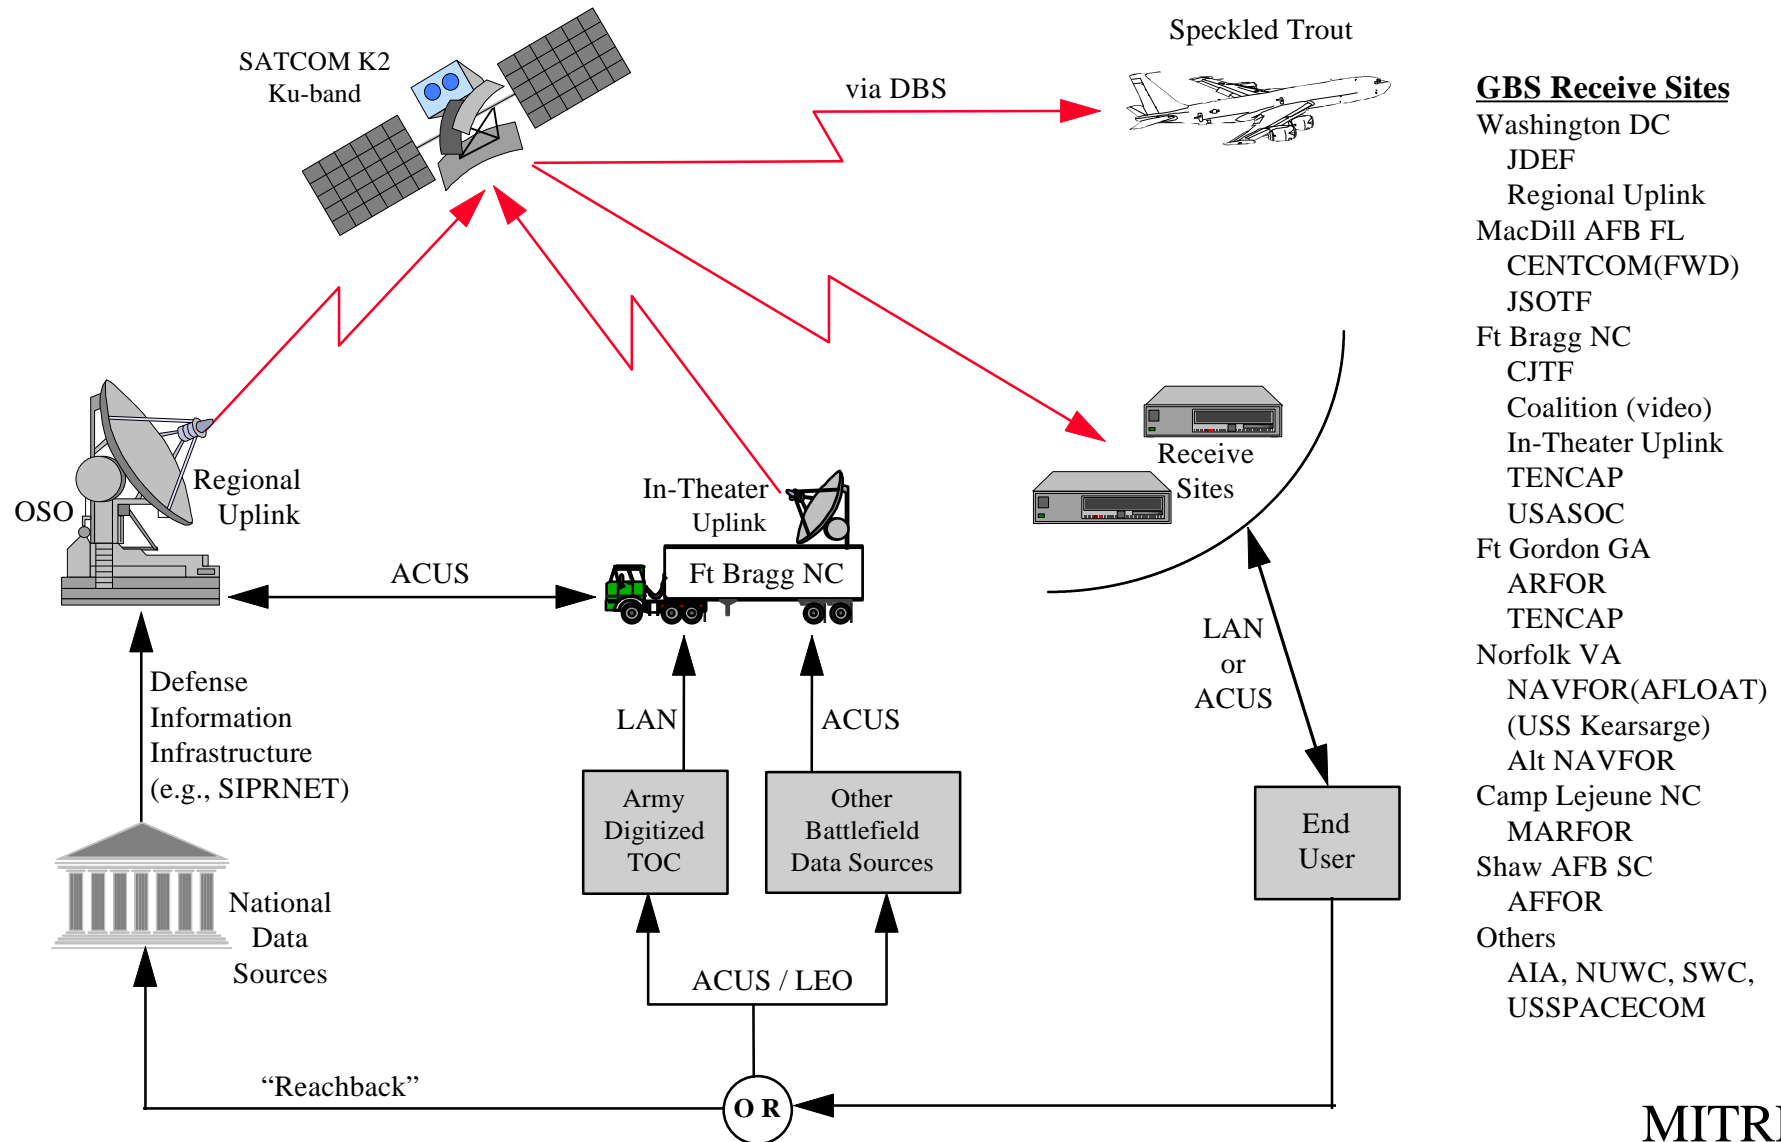 SATCOM K2
Ku-band
via DBS
Speckled Trout
OSO
Regional
Uplink
In-Theater
Uplink
Ft Bragg NC
ACUS
Receive
Sites
LAN
or
ACUS
Defense
Information
Infrastructure
(e.g., SIPRNET)
LAN
ACUS
Army
Digitized
TOC
Other
Battlefield
Data Sources
End
User
National
Data
Sources
ACUS / LEO
“Reachback”
O R
GBS Receive Sites
Washington DC
JDEF
Regional Uplink
MacDill AFB FL
CENTCOM(FWD)
JSOTF
Ft Bragg NC
CJTF
Coalition (video)
In-Theater Uplink
TENCAP
USASOC
Ft Gordon GA
ARFOR
TENCAP
Norfolk VA
NAVFOR(AFLOAT)
(USS Kearsarge)
Alt NAVFOR
Camp Lejeune NC
MARFOR
Shaw AFB SC
AFFOR
Others
AIA, NUWC, SWC,
USSPACECOM
MITRE